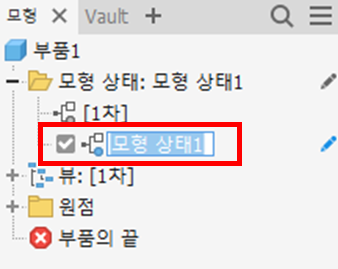 모형 Vault
부품1
모형 상태: 모형 상태1
[1차]
모형 상태1
뷰: [1차]
원점
부품의 끝